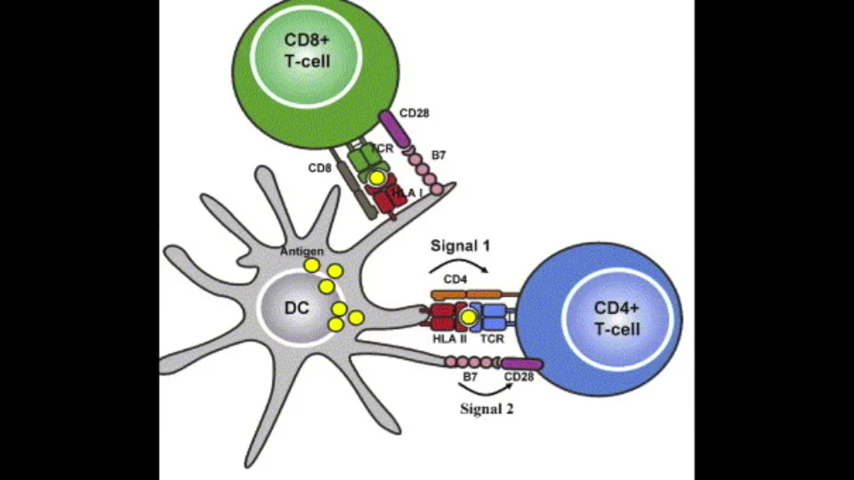 CD8+
T-cell
CD28
TCR
B7
CD8
HLA I
Antigen
Signal 1
CD4
DC
CD4+
T-cell
HLA II
TCR
B7
CD28
Signal 2